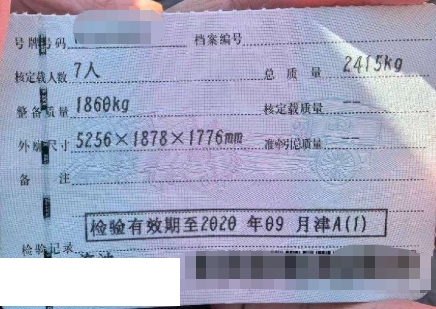 号牌号码 档案编号
核定载人数 7人 总质量 2415kg
整备质量 1860kg 核定载质量 --
外廓尺寸 5256×1878×1776mm 准牵引总质量 --
备注
检验有效期至2020年09月津A(1)
检验记录